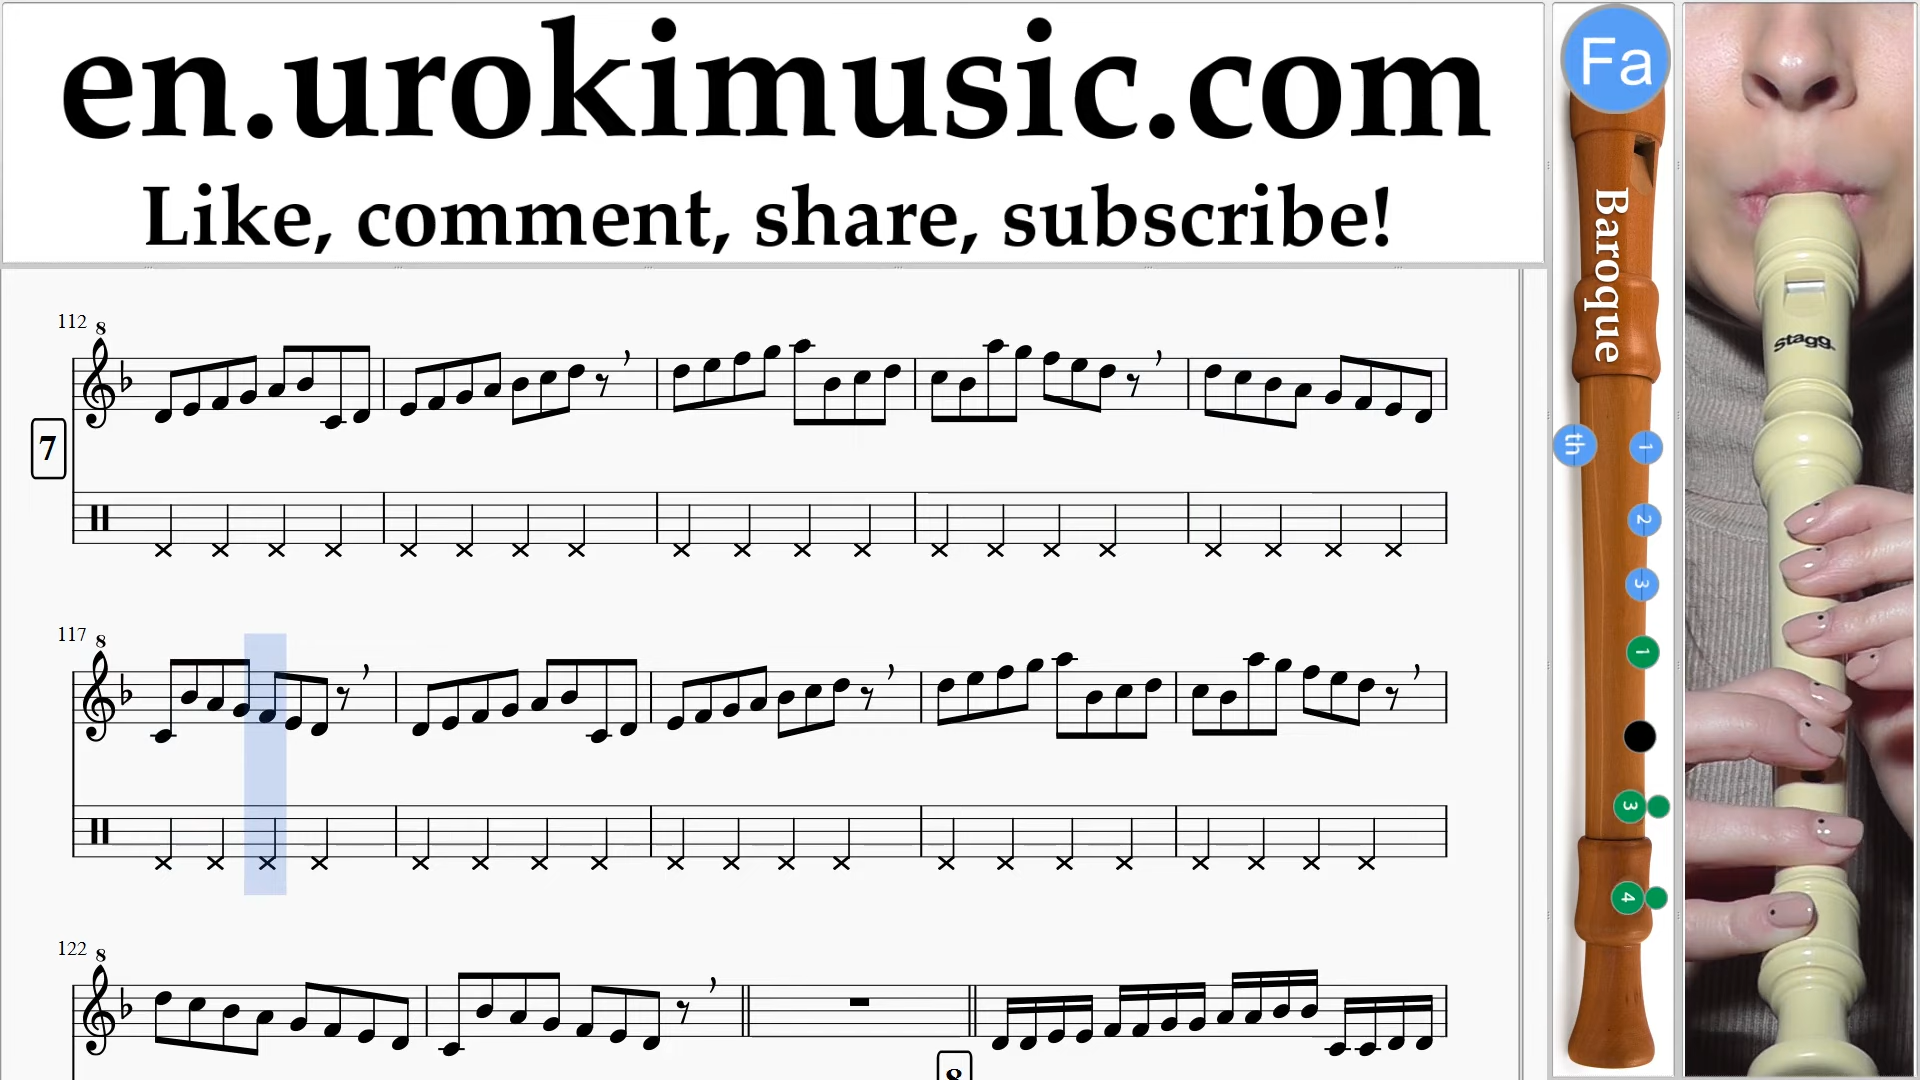 en.urokimusic.com
Like, comment, share, subscribe!
Fa
Baroque
Stagg
112
8
7
117
8
122
8
8
th
1
2
3
1
3
4